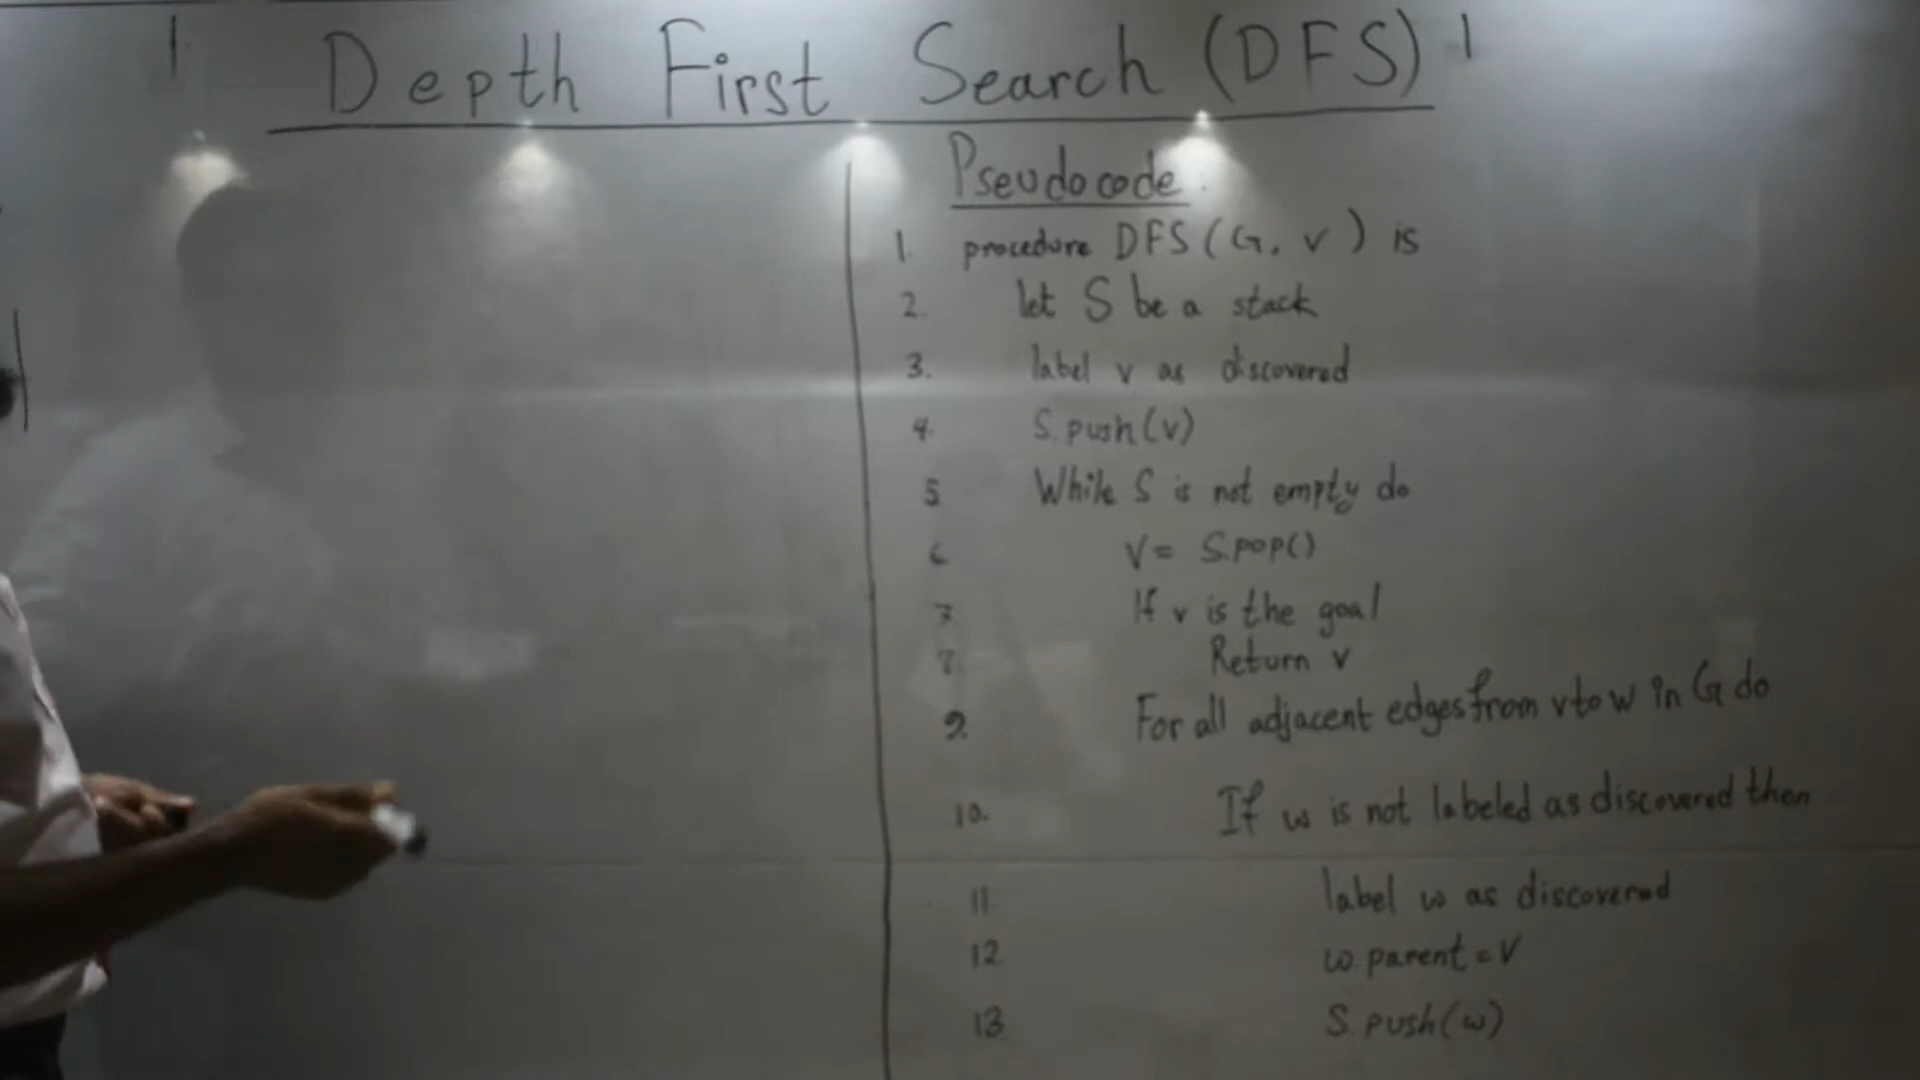 Depth First Search (DFS)
Pseudocode
1. procedure DFS (G, v) is
2. let S be a stack
3. label v as discovered
4. S.push(v)
5 While S is not empty do
6 V = S.POP()
7 If v is the goal
8. Return v
9. For all adjacent edges from v to w in G do
10. If w is not labeled as discovered then
11. label w as discovered
12 w.parent = V
13 S.push(w)